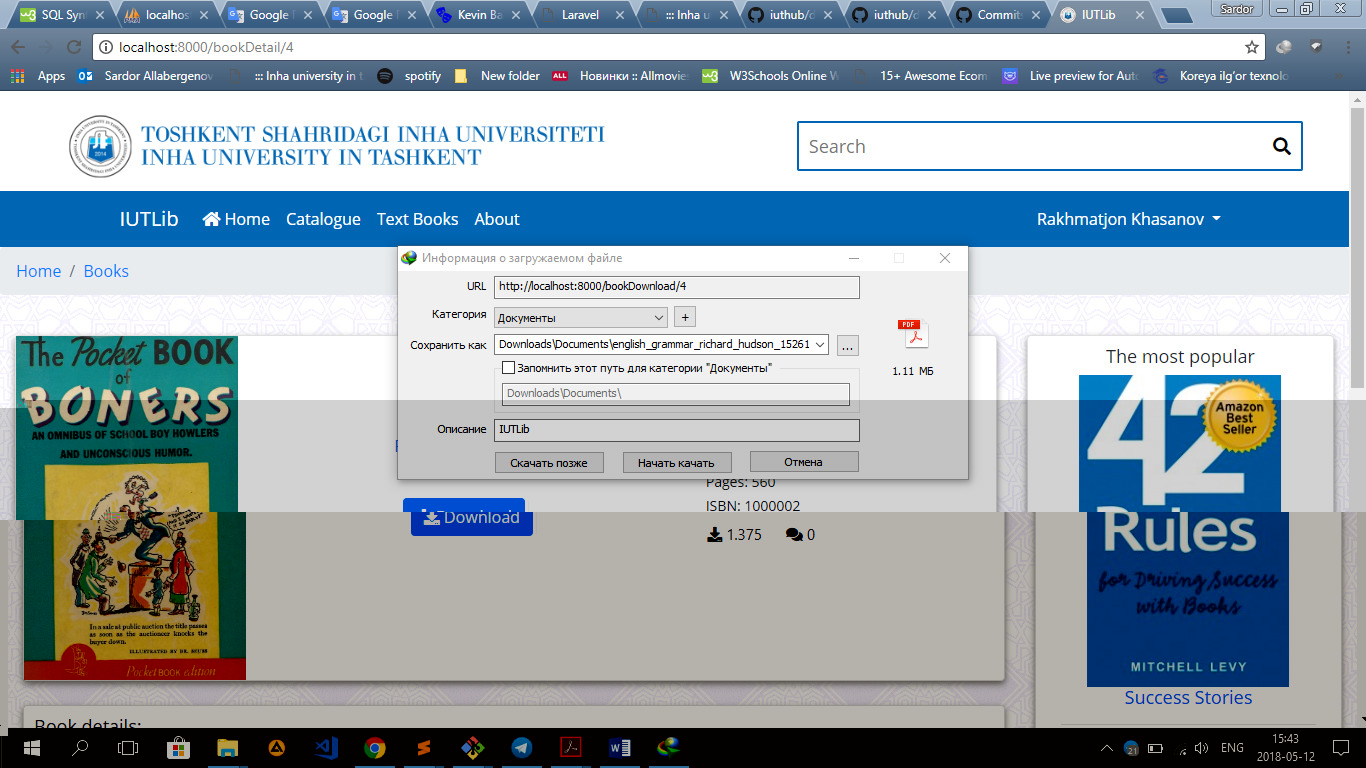 SQL Syn
localhos
Google
Google
Kevin Ba
Laravel
::: Inha u
iuthub/d
iuthub/d
Commits
IUTLib
Sardor
localhost:8000/bookDetail/4
Apps
Sardor Allabergenov
::: Inha university in t
spotify
New folder
ALL
Новинки :: Allmovie
W3Schools Online W
15+ Awesome Ecom
Live preview for Auto
Koreya ilg‘or texnolo
TOSHKENT SHAHRIDAGI INHA UNIVERSITETI
INHA UNIVERSITY IN TASHKENT
2014
Search
IUTLib
Home
Catalogue
Text Books
About
Rakhmatjon Khasanov
Home / Books
Информация о загружаемом файле
URL
http://localhost:8000/bookDownload/4
Категория
Документы
+
Сохранить как
Downloads\Documents\english_grammar_richard_hudson_15261
...
PDF
1.11 МБ
Запомнить этот путь для категории "Документы"
Downloads\Documents\
Описание
IUTLib
Скачать позже
Начать качать
Отмена
The Pocket BOOK
of
BONERS
AN OMNIBUS OF SCHOOL BOY HOWLERS
AND UNCONSCIOUS HUMOR.
In a sale at public auction the title passes
as soon as the auctioneer knocks the
buyer down.
ILLUSTRATED BY DR. SEUSS
Pocket BOOK edition
Download
Pages: 560
ISBN: 1000002
1.375
0
The most popular
42
Amazon
Best
Seller
Rules
for Driving Success
with Books
MITCHELL LEVY
Success Stories
Book details:
21
ENG
15:43
2018-05-12